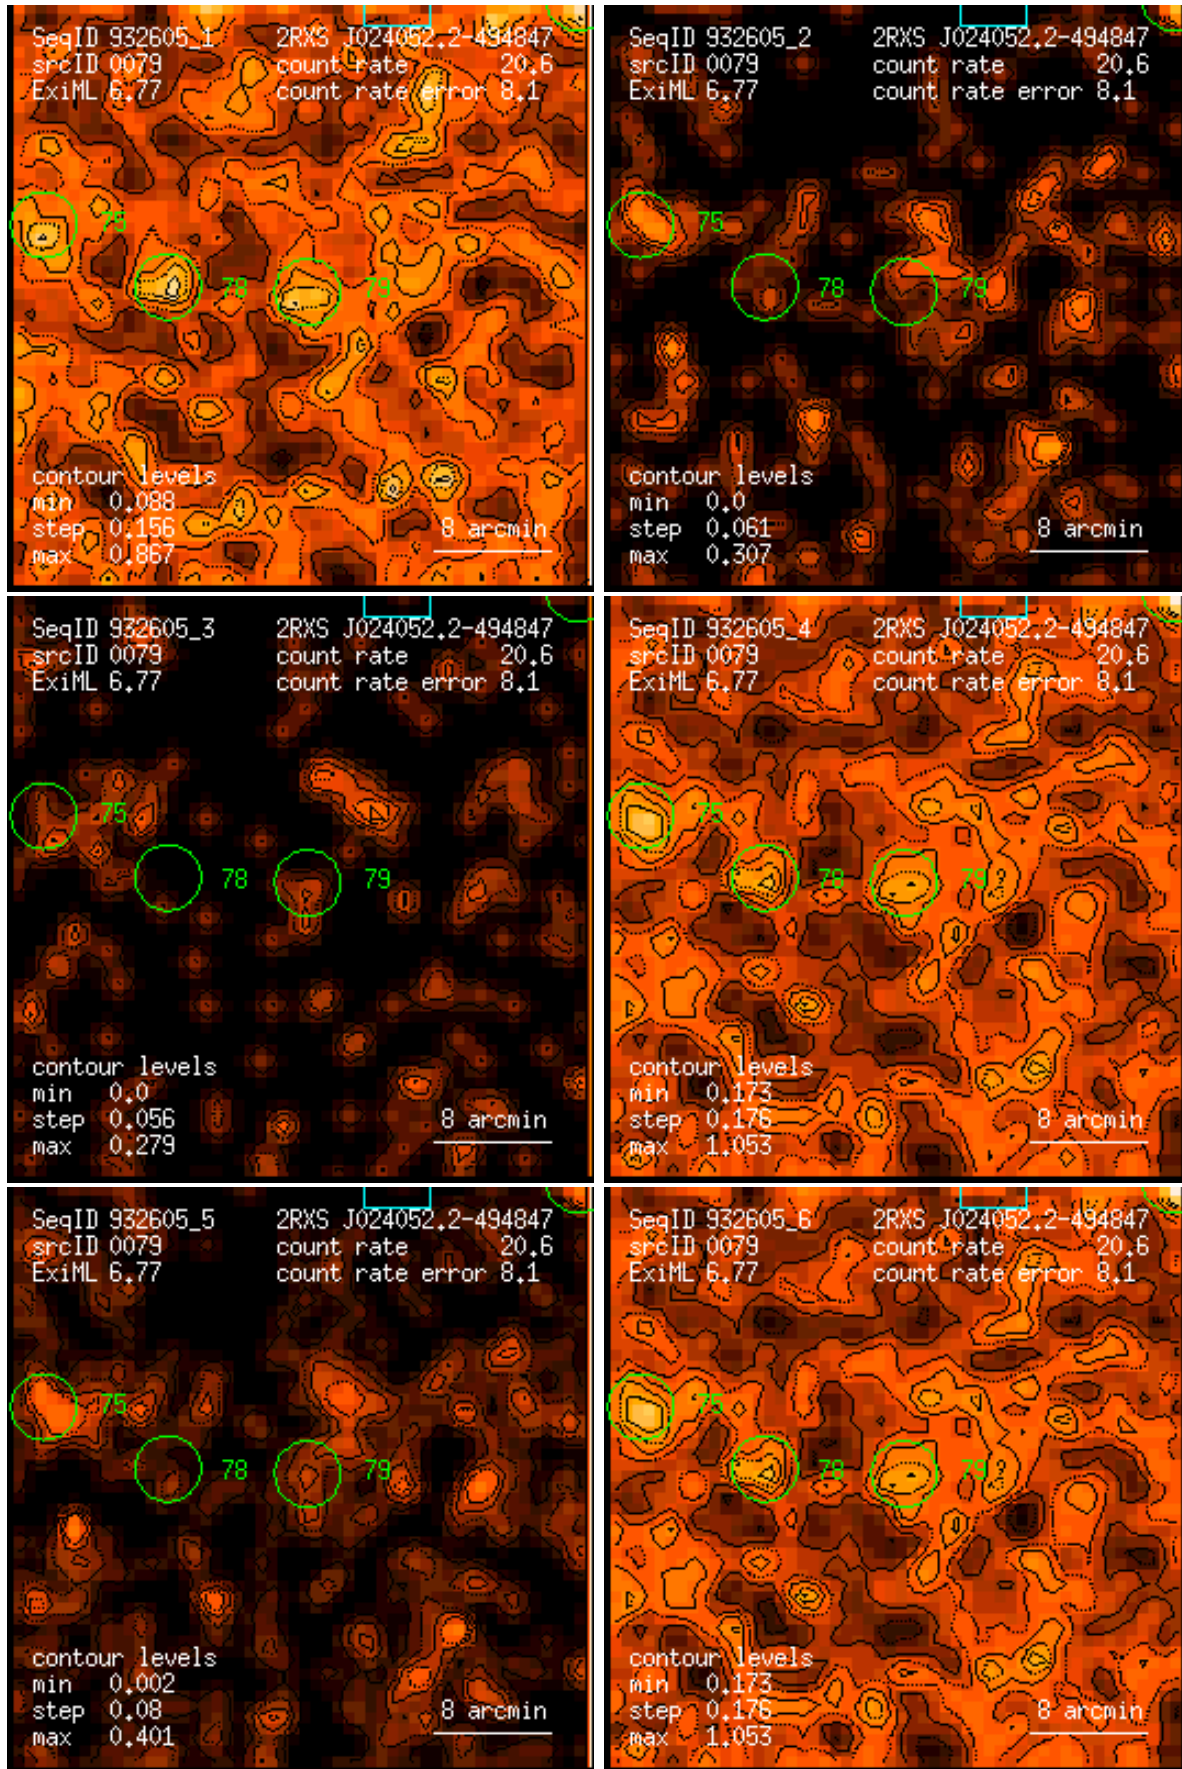 SeqID 932605_1 2RXS J024052.2-494847
srcID 0079 count rate 20.6
ExiML 6.77 count rate error 8.1
75
78 79
contour levels
min 0.088
step 0.156 8 arcmin
max 0.867
SeqID 932605_2 2RXS J024052.2-494847
srcID 0079 count rate 20.6
ExiML 6.77 count rate error 8.1
75
78 79
contour levels
min 0.0
step 0.061 8 arcmin
max 0.307
SeqID 932605_3 2RXS J024052.2-494847
srcID 0079 count rate 20.6
ExiML 6.77 count rate error 8.1
75
78 79
contour levels
min 0.0
step 0.056 8 arcmin
max 0.279
SeqID 932605_4 2RXS J024052.2-494847
srcID 0079 count rate 20.6
ExiML 6.77 count rate error 8.1
75
78 79
contour levels
min 0.173
step 0.176 8 arcmin
max 1.053
SeqID 932605_5 2RXS J024052.2-494847
srcID 0079 count rate 20.6
ExiML 6.77 count rate error 8.1
75
78 79
contour levels
min 0.002
step 0.08 8 arcmin
max 0.401
SeqID 932605_6 2RXS J024052.2-494847
srcID 0079 count rate 20.6
ExiML 6.77 count rate error 8.1
75
78 79
contour levels
min 0.173
step 0.176 8 arcmin
max 1.053